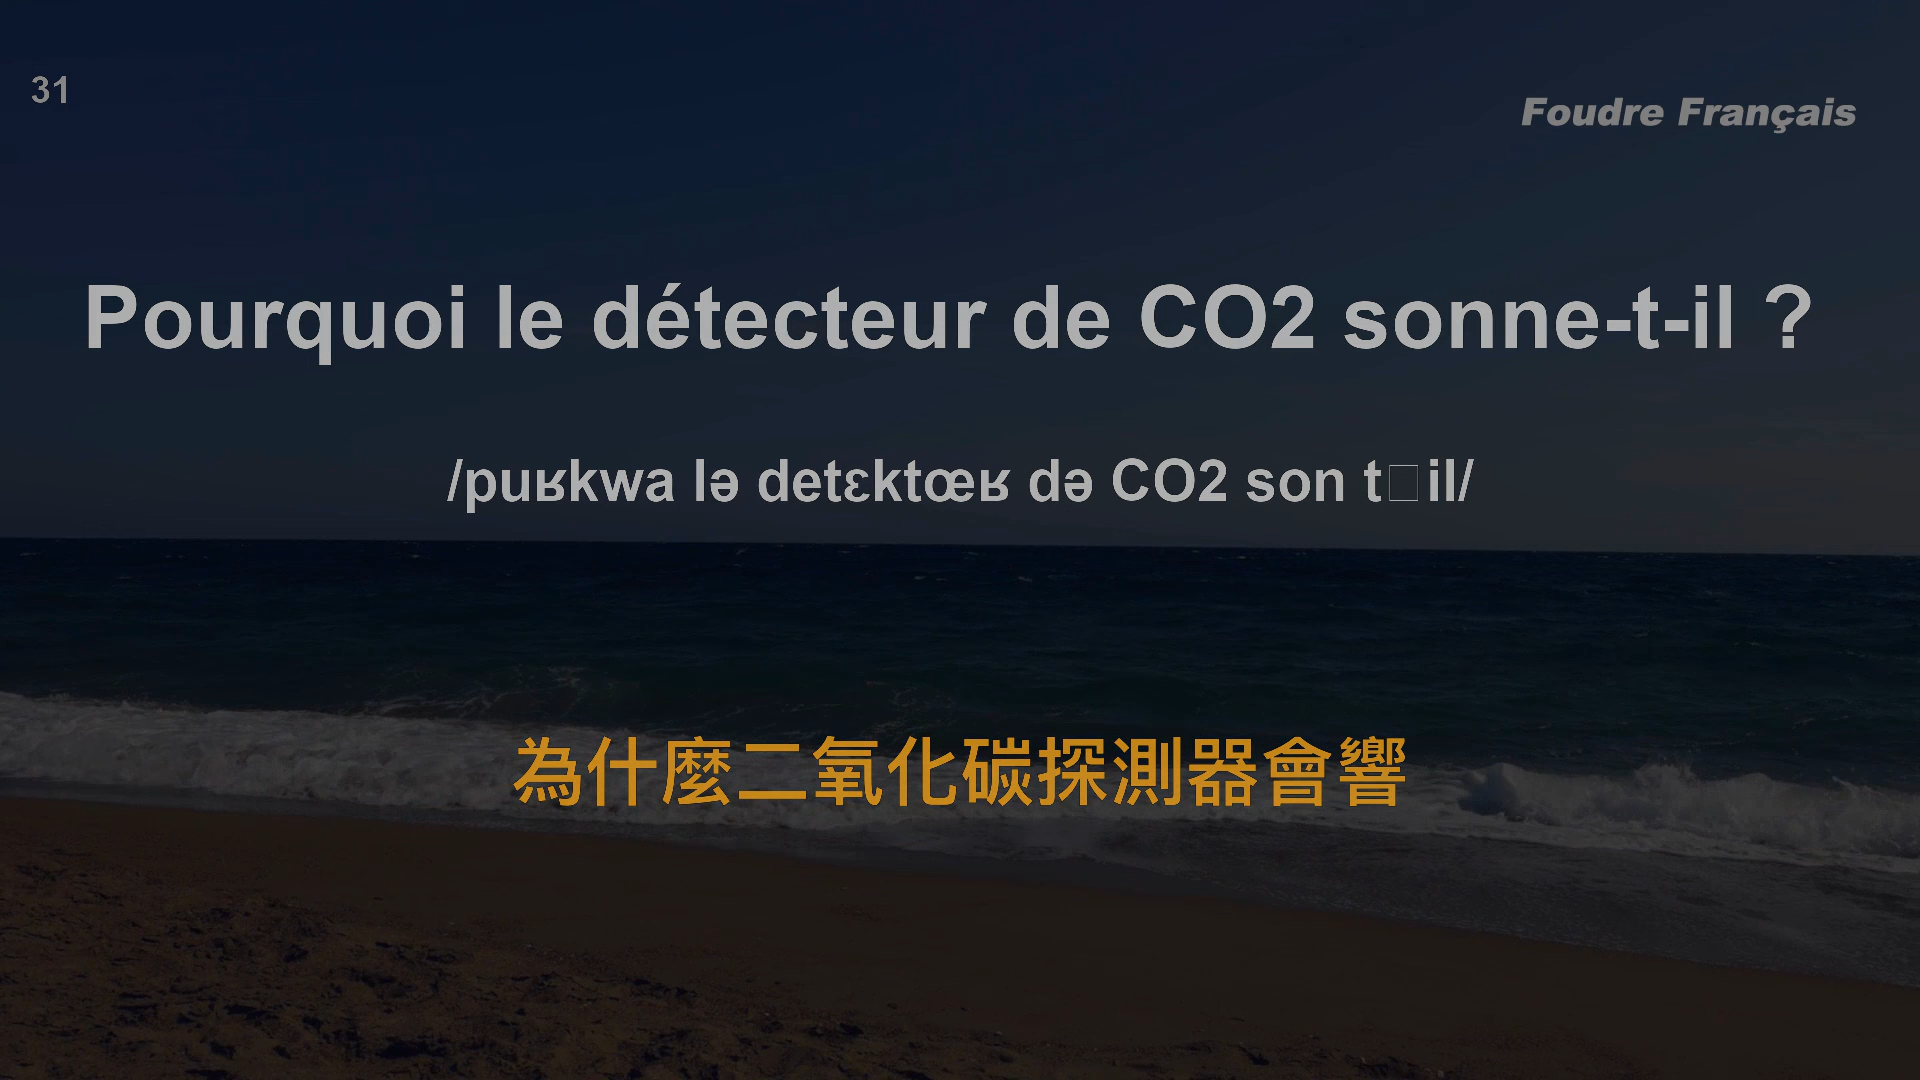 31
Foudre Français
Pourquoi le détecteur de CO2 sonne-t-il ?
/puʁkwa lə detɛktœʁ də CO2 son t□il/
為什麼二氧化碳探測器會響